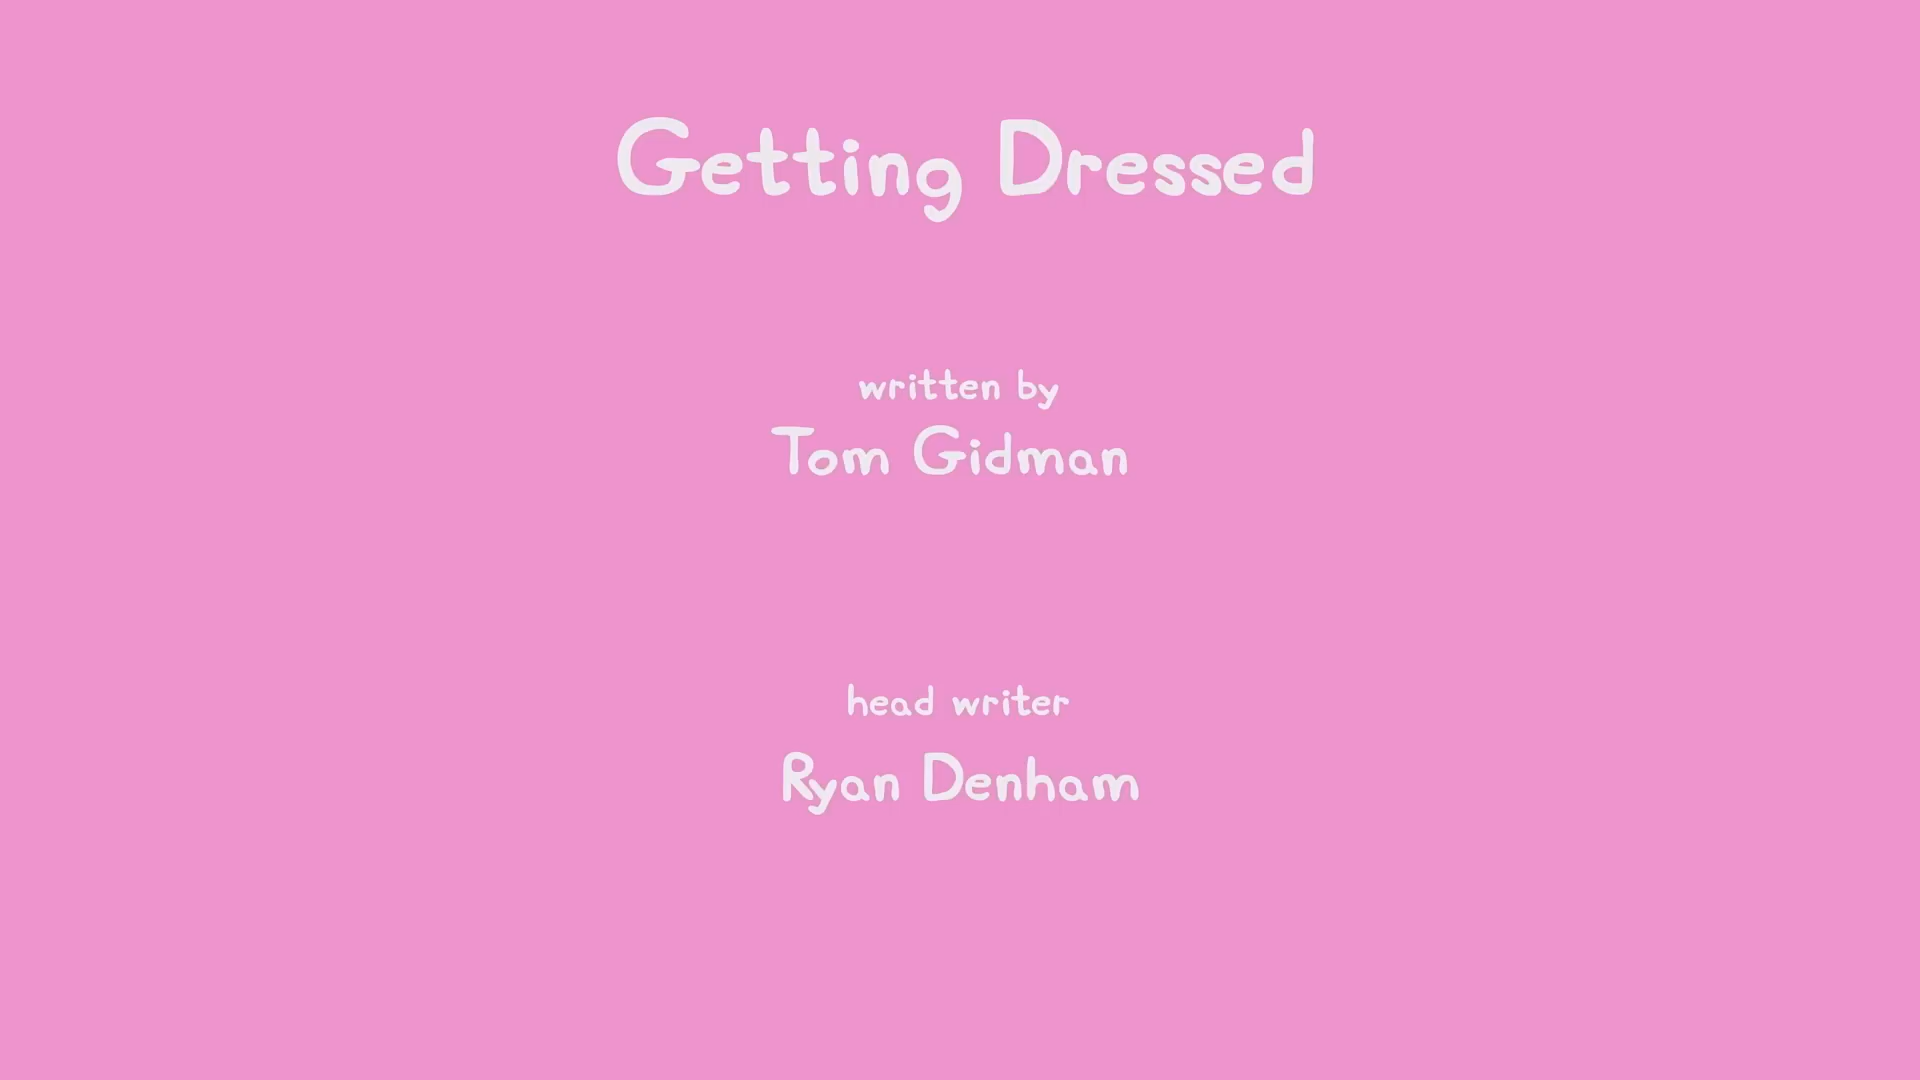 Getting Dressed
written by
Tom Gidman
head writer
Ryan Denham